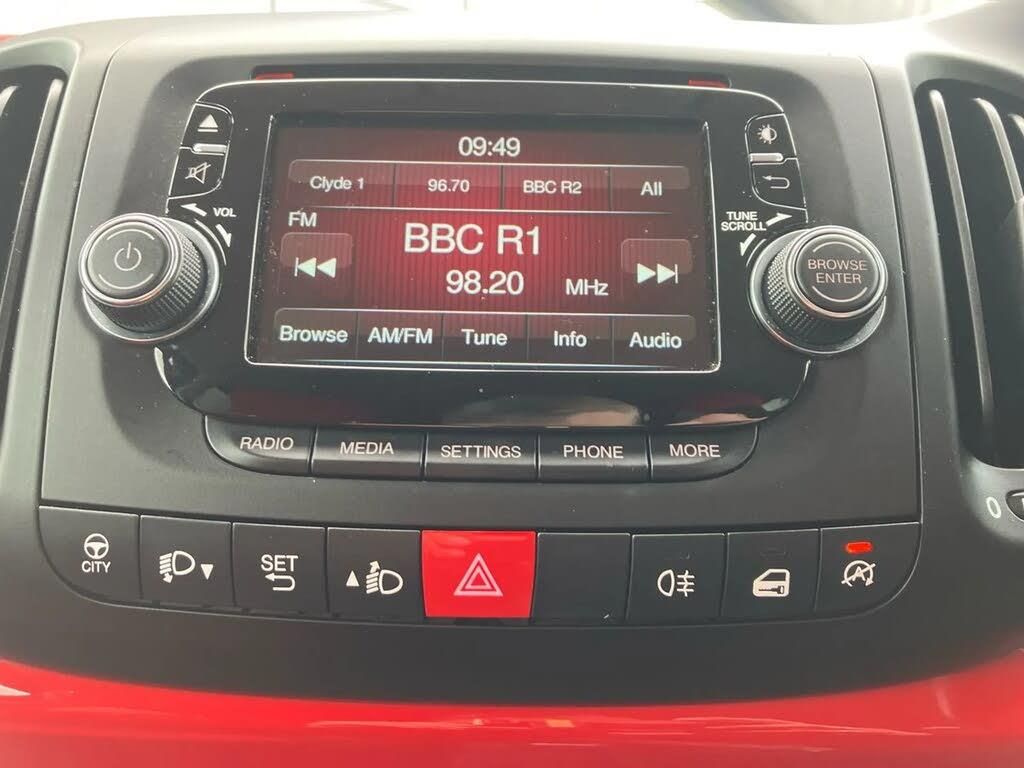 09:49
Clyde 1 96.70 BBC R2 All
VOL
TUNE
SCROLL
FM
BBC R1
98.20 MHz
BROWSE
ENTER
Browse AM/FM Tune Info Audio
RADIO MEDIA SETTINGS PHONE MORE
0
CITY
SET
A